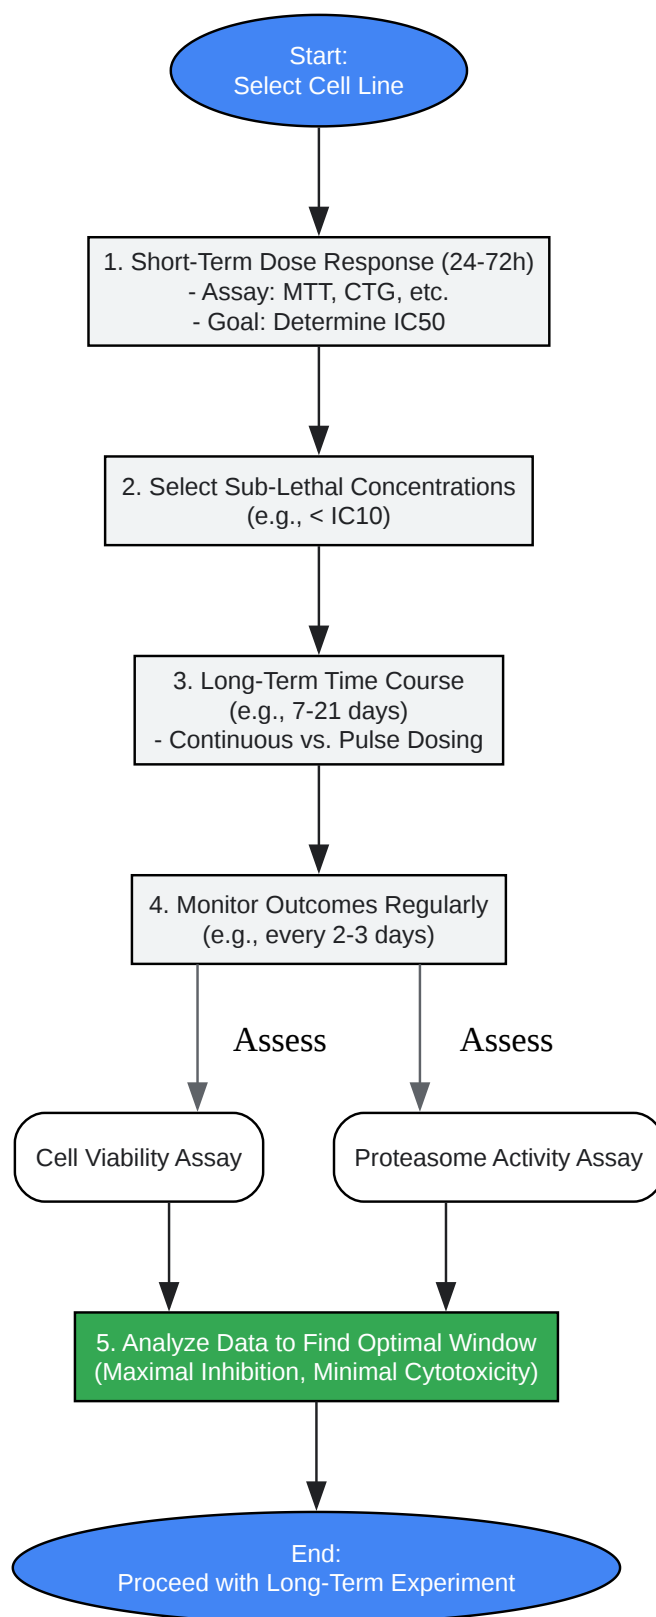 Start:
Select Cell Line
1. Short-Term Dose Response (24-72h)
- Assay: MTT, CTG, etc.
- Goal: Determine IC50
2. Select Sub-Lethal Concentrations
(e.g., < IC10)
3. Long-Term Time Course
(e.g., 7-21 days)
- Continuous vs. Pulse Dosing
4. Monitor Outcomes Regularly
(e.g., every 2-3 days)
Assess
Assess
Cell Viability Assay
Proteasome Activity Assay
5. Analyze Data to Find Optimal Window
(Maximal Inhibition, Minimal Cytotoxicity)
End:
Proceed with Long-Term Experiment